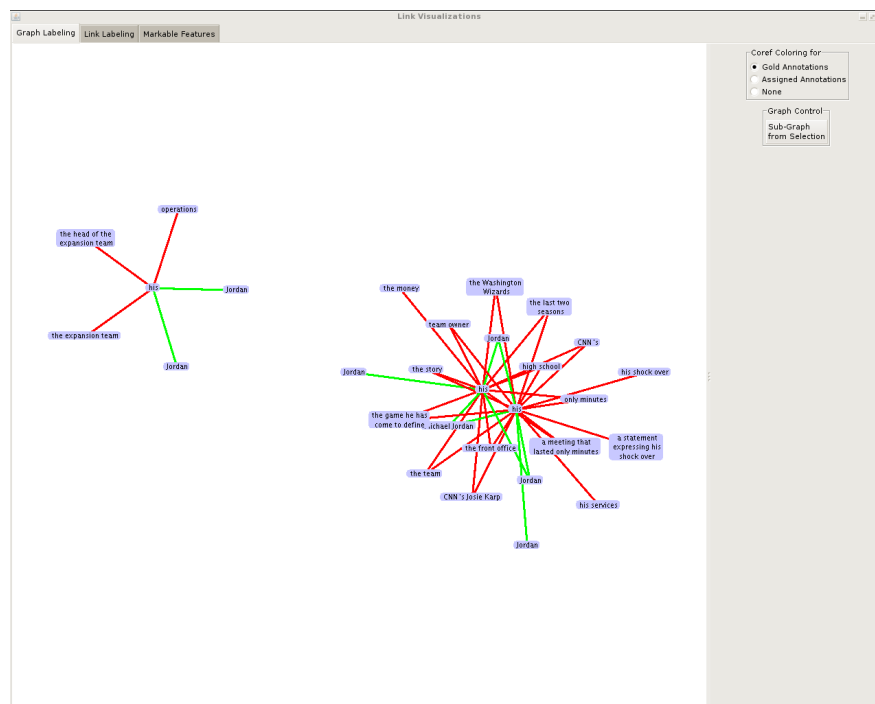 Link Visualizations
Graph Labeling
Link Labeling
Markable Features
Coref Coloring for
Gold Annotations
Assigned Annotations
None
Graph Control
Sub-Graph
from Selection
operations
the head of the
expansion team
his
Jordan
the expansion team
Jordan
the money
the Washington
Wizards
the last two
seasons
team owner
Jordan
CNN 's
the story
high school
Jordan
his shock over
his
only minutes
his
the game he has
come to define
Michael Jordan
a meeting that
lasted only minutes
a statement
expressing his
shock over
the front office
the team
Jordan
CNN 's Josie Karp
his services
Jordan